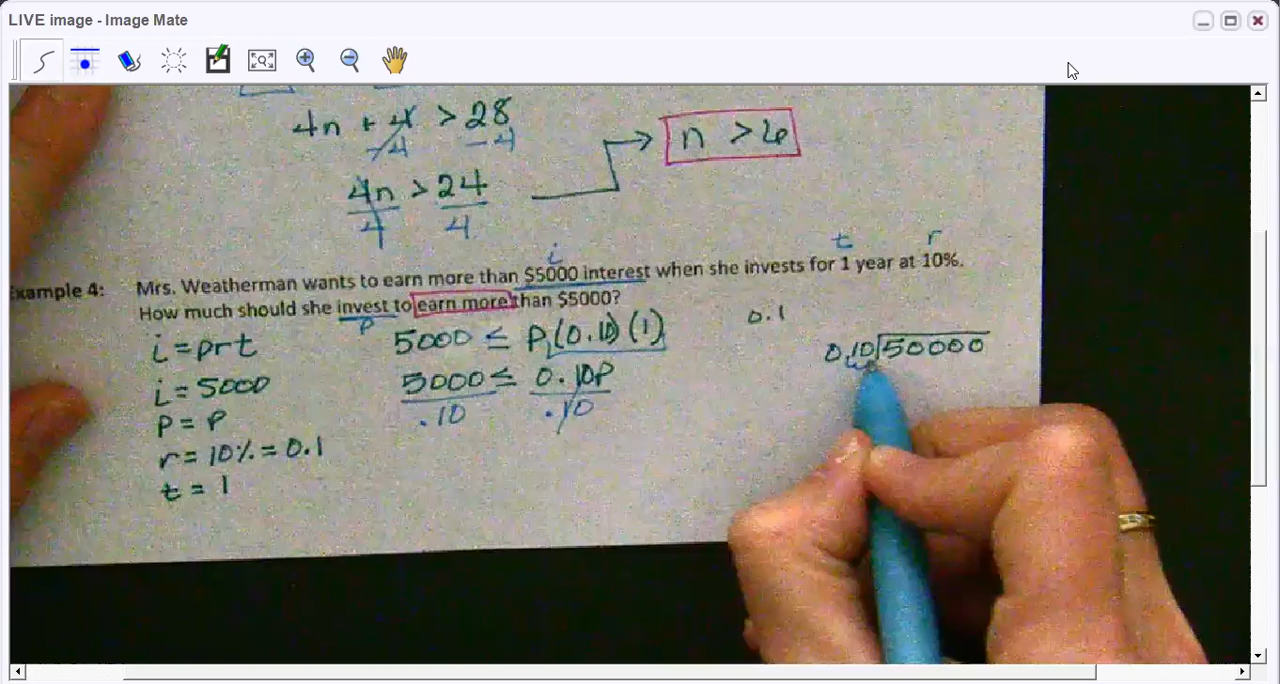 LIVE image - Image Mate
4n + 4 > 28
-4 -4
4n > 24
4 4
n > 6
i t r
Example 4: Mrs. Weatherman wants to earn more than $5000 interest when she invests for 1 year at 10%.
How much should she invest to earn more than $5000?
P
i = prt
i = 5000
P = P
r = 10% = 0.1
t = 1
5000 ≤ P(0.10)(1)
5000 ≤ 0.10P
.10 .10
0.1
0.10 50000